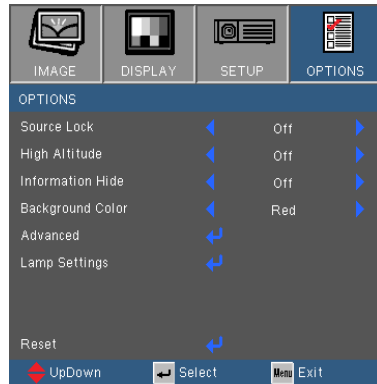 IMAGE DISPLAY SETUP OPTIONS
OPTIONS
Source Lock Off
High Altitude Off
Information Hide Off
Background Color Red
Advanced
Lamp Settings
Reset
UpDown Select Menu Exit